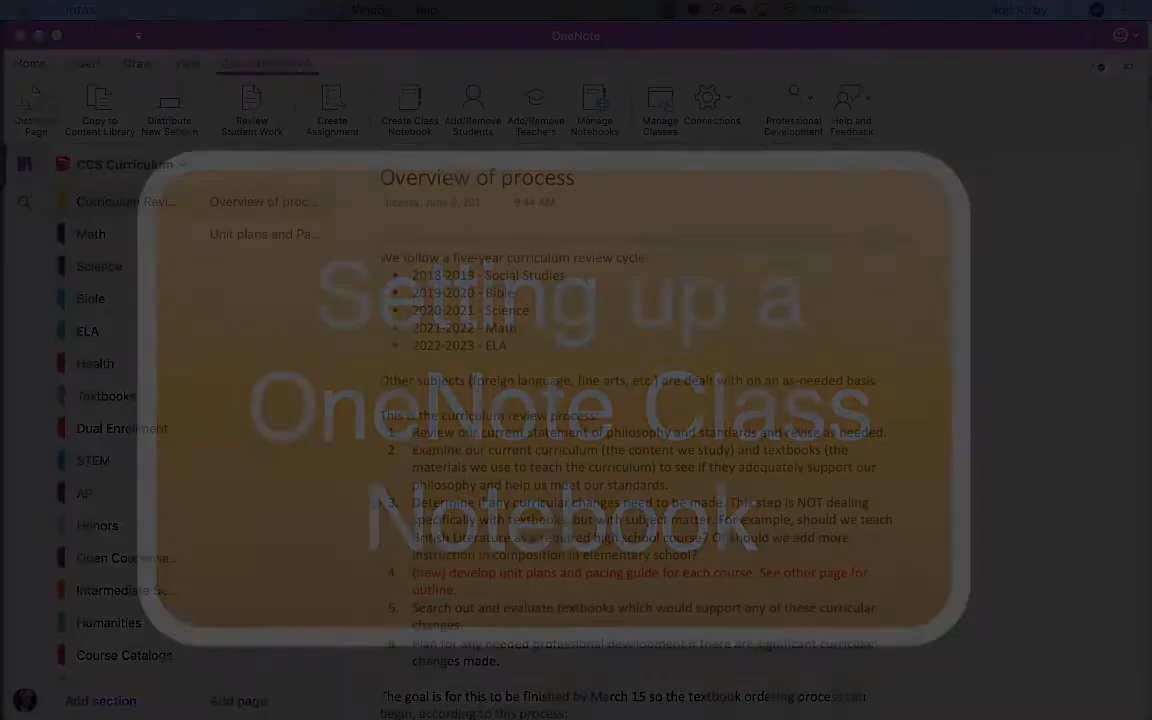 Rod Kirby
OneNote
Home Insert Draw View
Distribute Page
Copy to Content Library
Distribute New Section
Review Student Work
Create Assignment
Create Class Notebook
Add/Remove Students
Add/Remove Teachers
Manage Notebooks
Manage Classes
Connections
Professional Development
Help and Feedback
CCS Curriculum
Curriculum Revi...
Math
Science
Bible
ELA
Health
Textbooks
Dual Enrollment
STEM
AP
Honors
Open Coursewa...
Intermediate Se...
Humanities
Course Catalogs
Add section
Overview of proc...
Unit plans and Pa...
Add page
Overview of process
9:44 AM
We follow a five-year curriculum review cycle:
• 2018-2019 - Social Studies
• 2019-2020 - Bible
• 2020-2021 - Science
• 2021-2022 - Math
• 2022-2023 - ELA
Other subjects (foreign language, fine arts, etc.) are dealt with on an as-needed basis
This is the curriculum review process:
1. Review our current statement of philosophy and standards and revise as needed.
2. Examine our current curriculum (the content we study) and textbooks (the
materials we use to teach the curriculum) to see if they adequately support our
philosophy and help us meet our standards.
3. Determine if any curricular changes need to be made. This step is NOT dealing
specifically with textbooks, but with subject matter. For example, should we teach
British Literature as a required high school course? Or should we add more
instruction in composition in elementary school?
4. (new) develop unit plans and pacing guide for each course. See other page for
outline.
5. Search out and evaluate textbooks which would support any of these curricular
changes.
6. Plan for any needed professional development if there are significant curricular
changes made.
The goal is for this to be finished by March 15 so the textbook ordering process can
begin, according to this process:
Setting up a
OneNote Class
Notebook